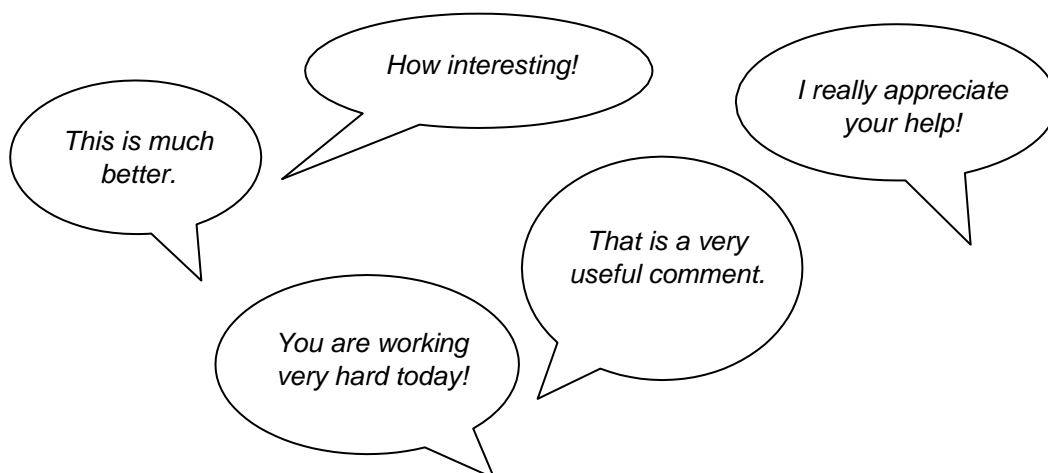 How interesting!
I really appreciate
your help!
This is much
better.
That is a very
useful comment.
You are working
very hard today!